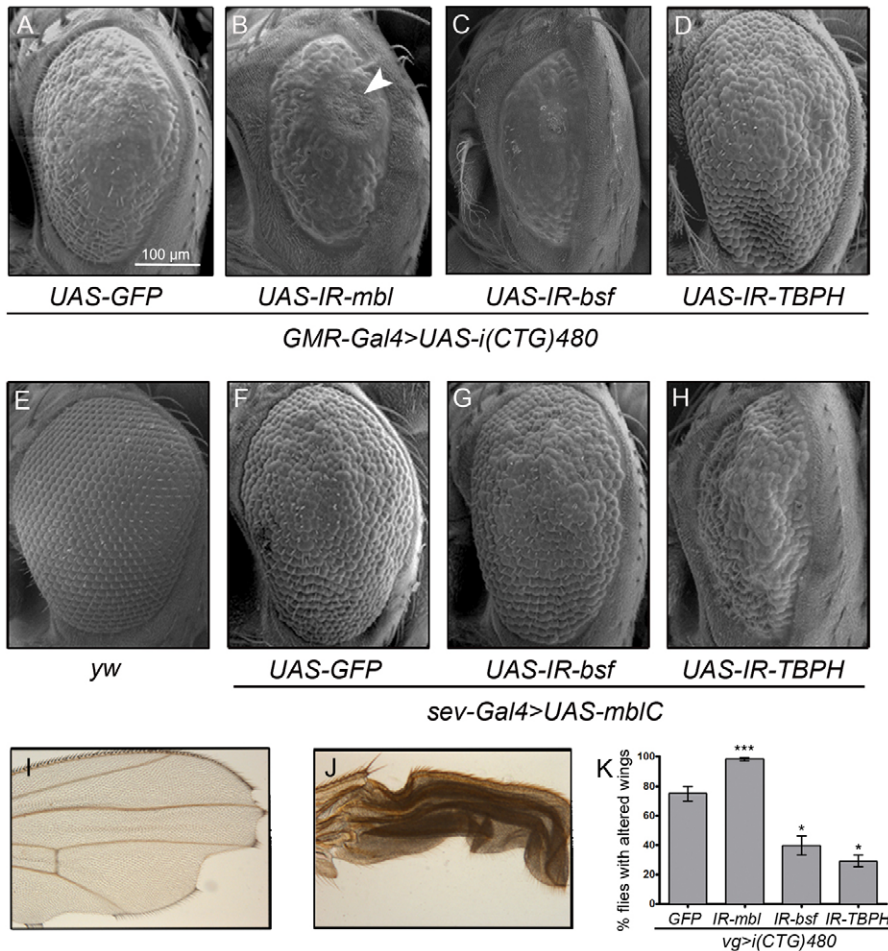 A B C D
100 µm
UAS-GFP UAS-IR-mbl UAS-IR-bsf UAS-IR-TBPH
GMR-Gal4>UAS-i(CTG)480
E F G H
yw UAS-GFP UAS-IR-bsf UAS-IR-TBPH
sev-Gal4>UAS-mblC
I J K
% flies with altered wings
100
80
60
40
20
0
***
*
*
GFP IR-mbl IR-bsf IR-TBPH
vg>i(CTG)480